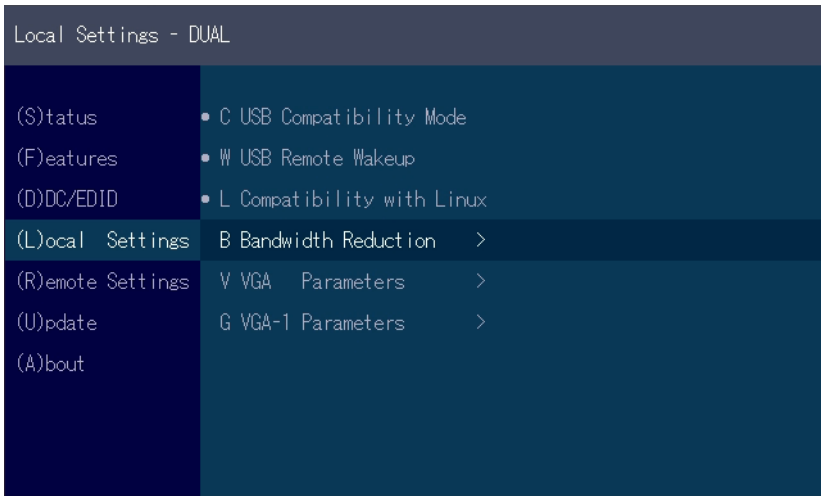 Local Settings - DUAL
(S)tatus
(F)eatures
(D)DC/EDID
(L)ocal Settings
(R)emote Settings
(U)pdate
(A)bout
• C USB Compatibility Mode
• W USB Remote Wakeup
• L Compatibility with Linux
B Bandwidth Reduction >
V VGA Parameters >
G VGA-1 Parameters >